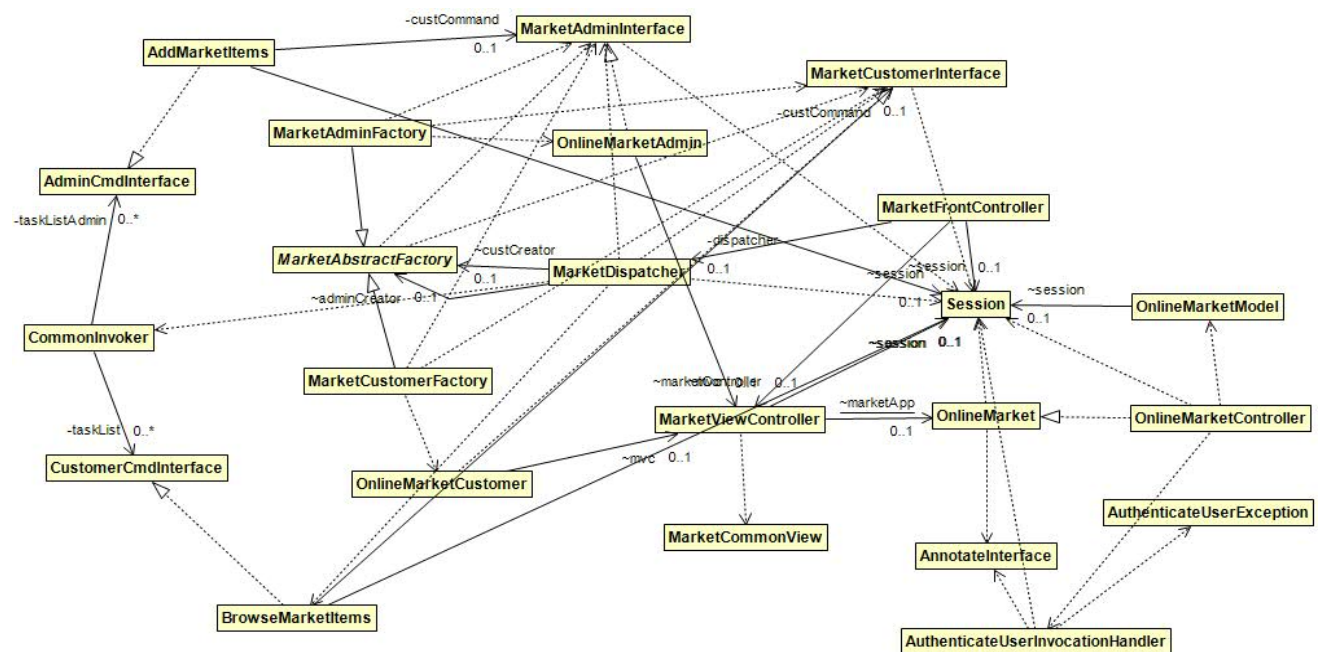 -custCommand
MarketAdminInterface
0..1
AddMarketItems
MarketCustomerInterface
-custCommand
0..1
MarketAdminFactory
OnlineMarketAdmin
AdminCmdInterface
-taskListAdmin
0..*
MarketFrontController
-dispatcher
0..1
~custCreator
0..1
MarketAbstractFactory
MarketDispatcher
~session
~session
0..1
~adminCreator
0..1
0..1
Session
~session
0..1
OnlineMarketModel
CommonInvoker
~session
0..1
MarketCustomerFactory
0..1
~marketApp
0..1
MarketViewController
OnlineMarket
OnlineMarketController
-taskList
0..*
CustomerCmdInterface
~mvc
0..1
OnlineMarketCustomer
AuthenticateUserException
MarketCommonView
AnnotateInterface
BrowseMarketItems
AuthenticateUserInvocationHandler